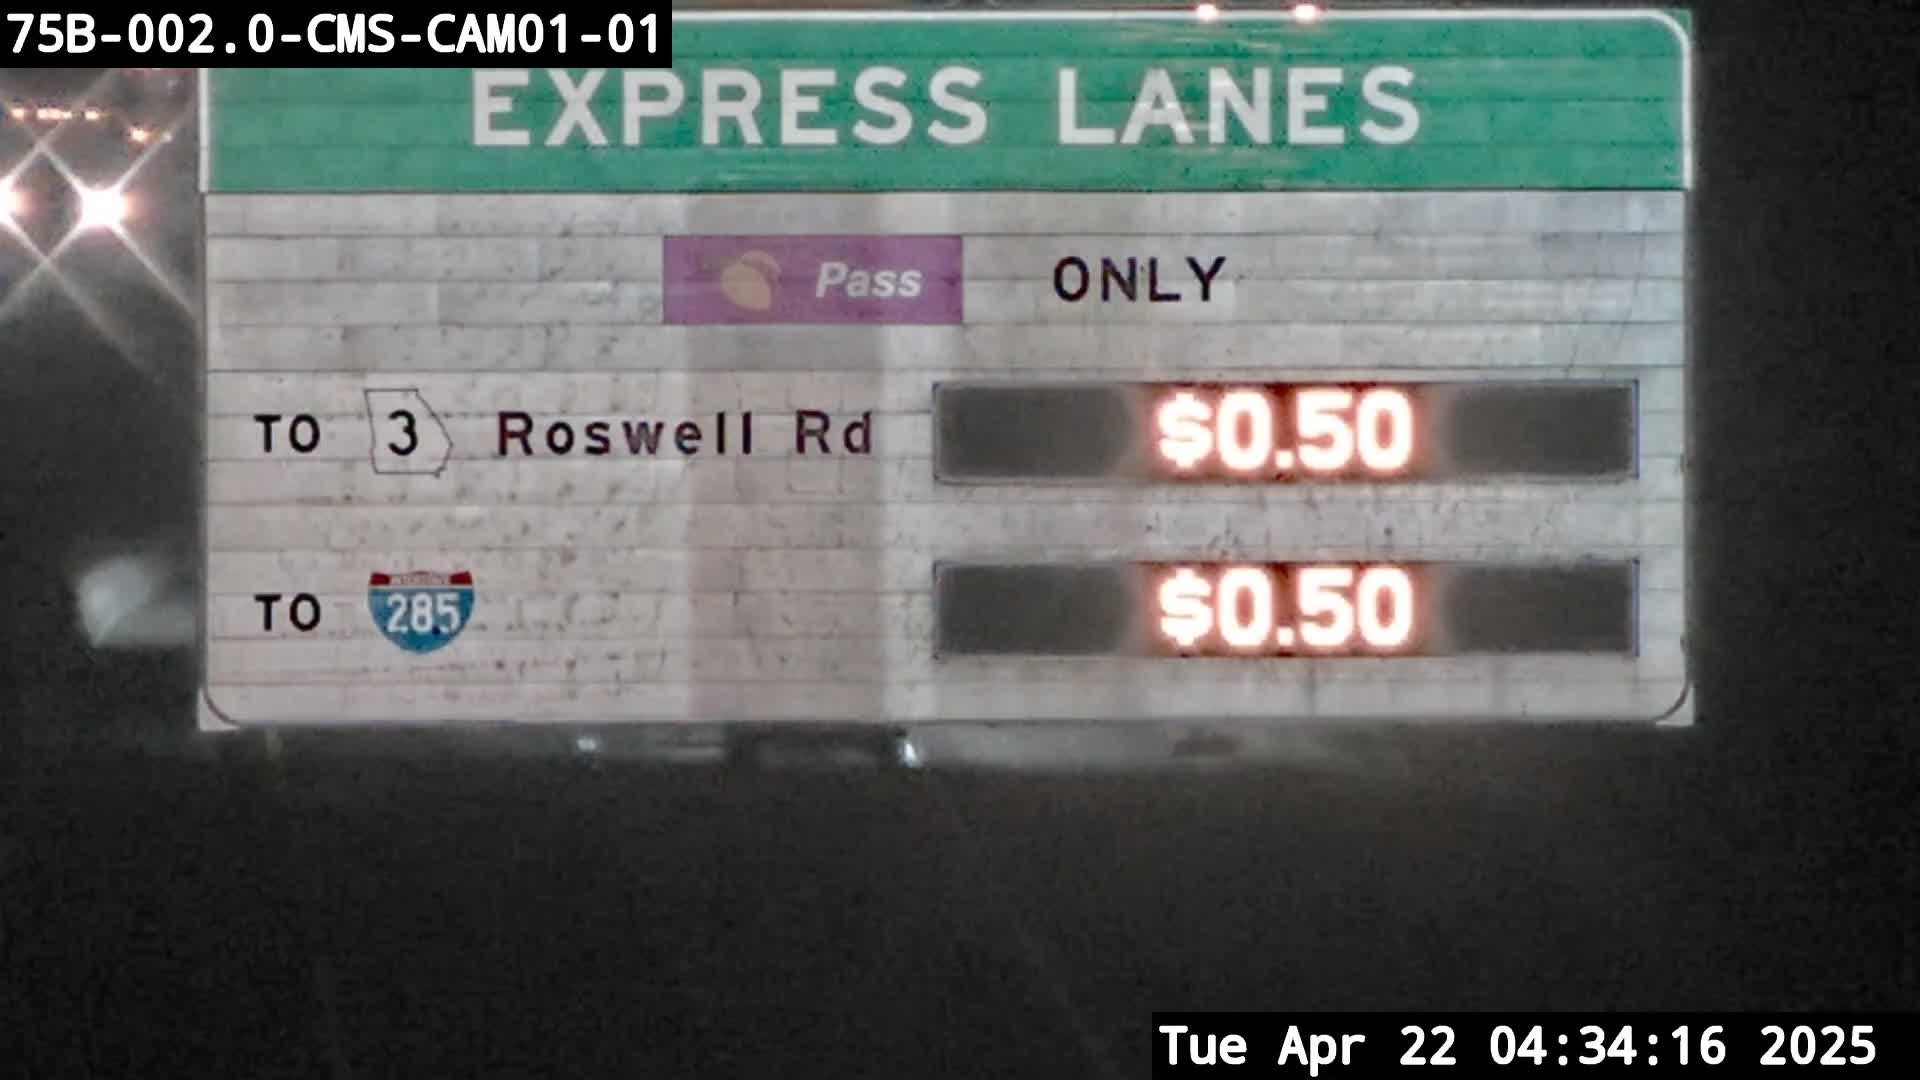 75B-002.0-CMS-CAM01-01
EXPRESS LANES
Pass ONLY
TO 3 Roswell Rd $0.50
TO 285 $0.50
Tue Apr 22 04:34:16 2025